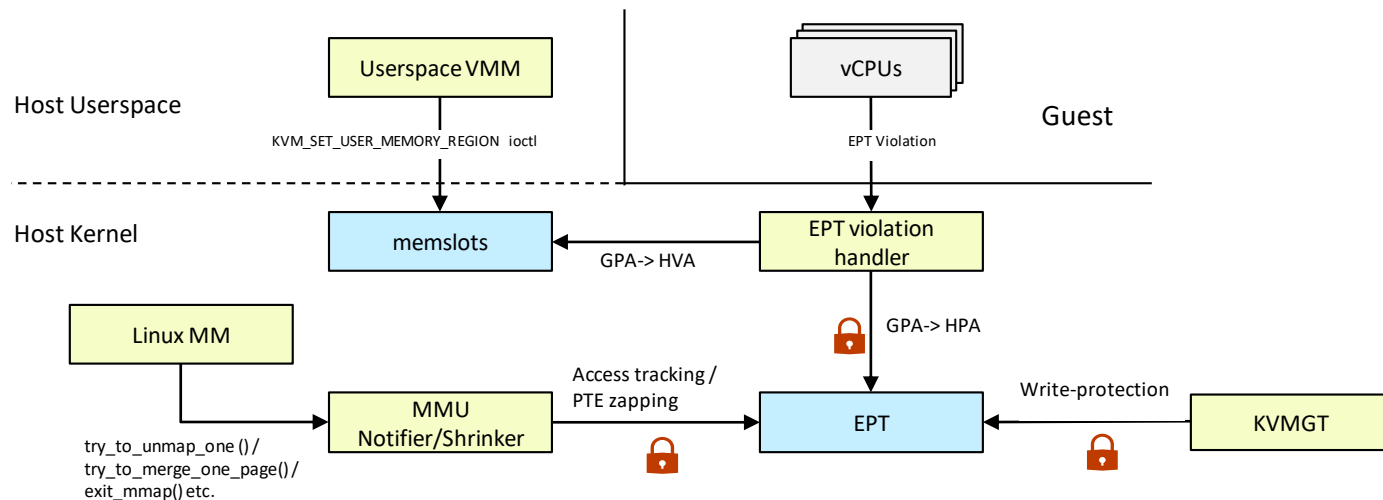 Userspace VMM
vCPUs
Host Userspace
Guest
KVM_SET_USER_MEMORY_REGION ioctl
EPT Violation
Host Kernel
memslots
EPT violation
handler
GPA-> HVA
Linux MM
GPA-> HPA
Access tracking /
PTE zapping
Write-protection
MMU
Notifier/Shrinker
EPT
KVMGT
try_to_unmap_one () /
try_to_merge_one_page() /
exit_mmap() etc.